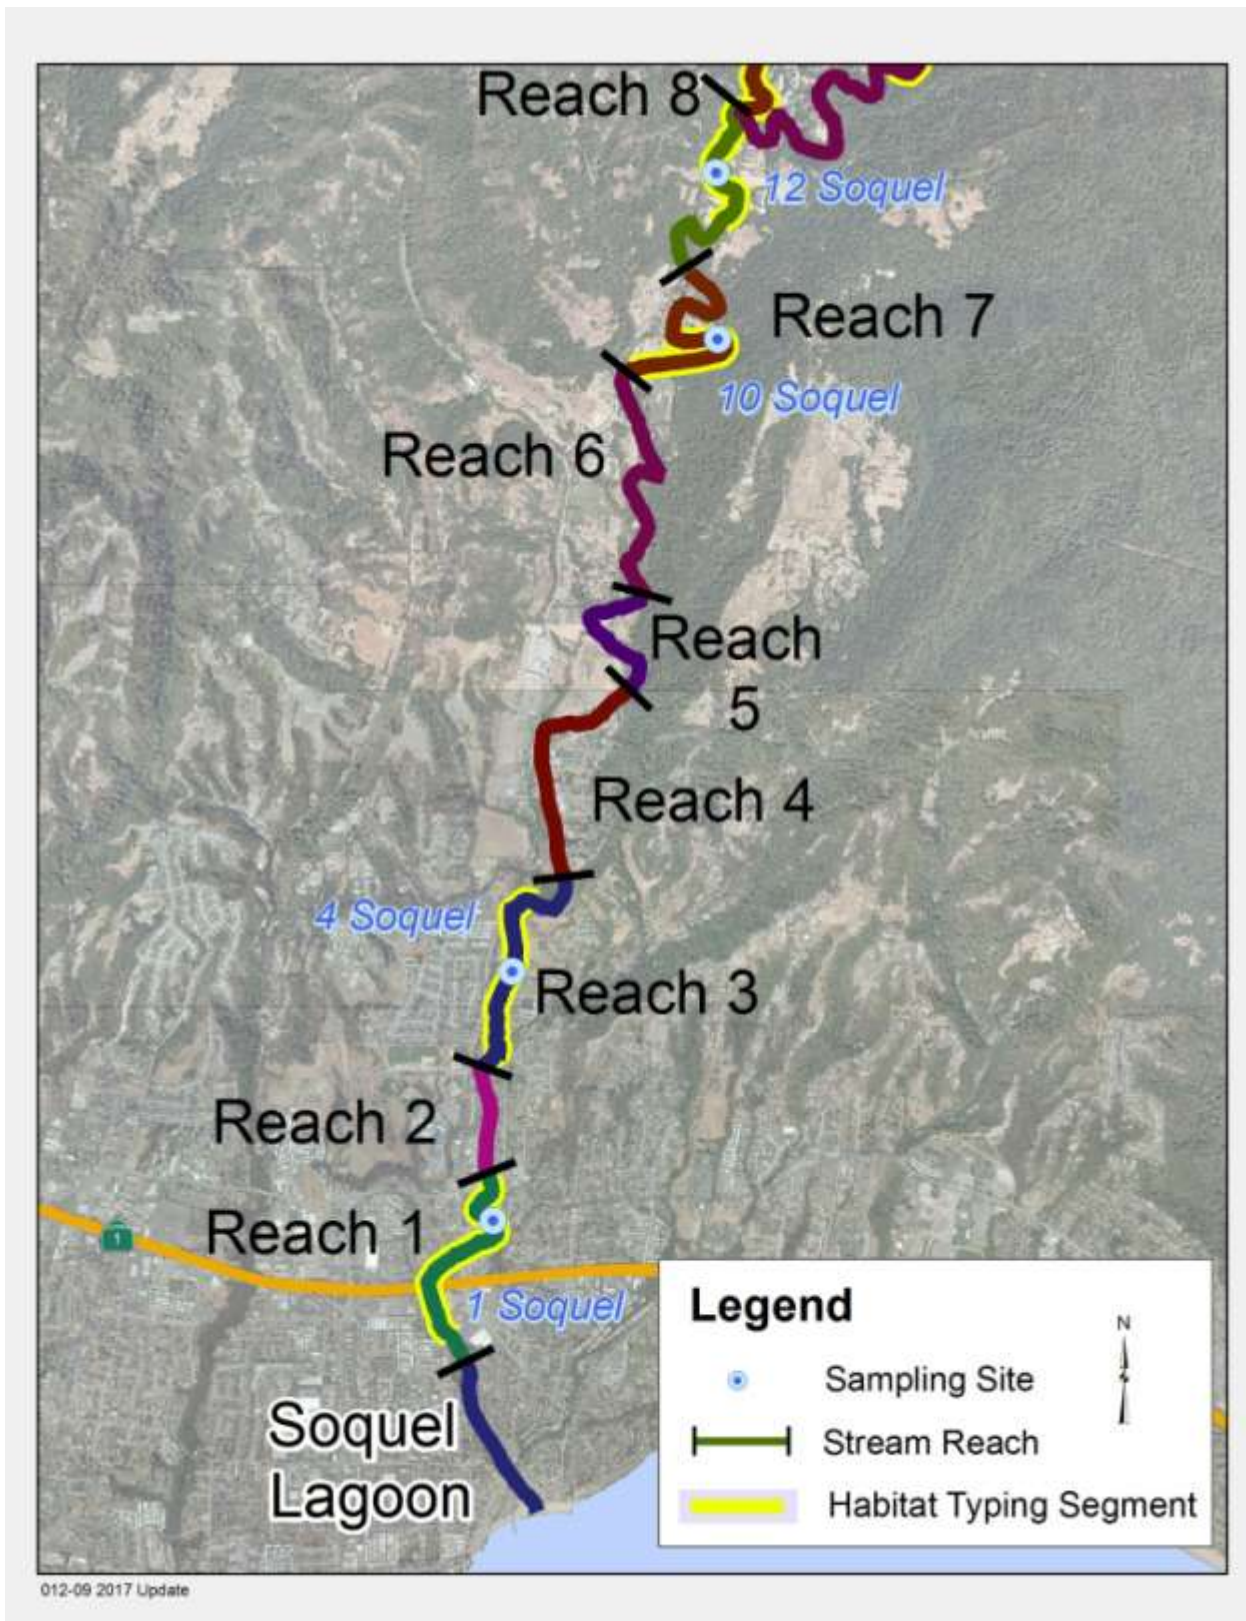 Reach 8
12 Soquel
Reach 7
10 Soquel
Reach 6
Reach
5
Reach 4
4 Soquel
Reach 3
Reach 2
Reach 1
1
1 Soquel
Soquel
Lagoon
Legend
N
Sampling Site
Stream Reach
Habitat Typing Segment
012-09 2017 Update